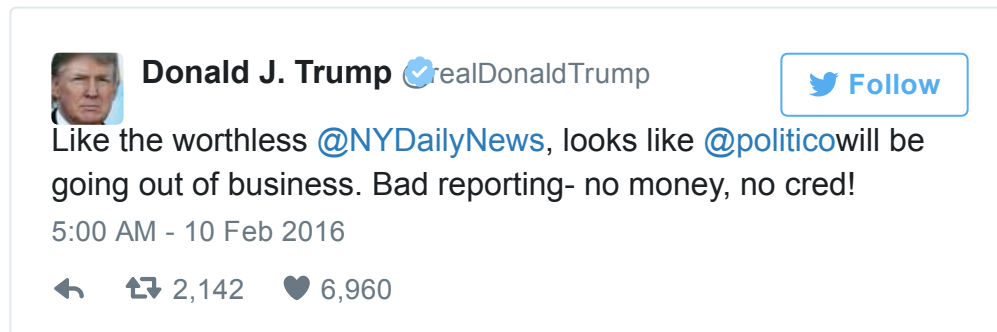 Donald J. Trump @realDonaldTrump
Follow
Like the worthless @NYDailyNews, looks like @politicowill be
going out of business. Bad reporting- no money, no cred!
5:00 AM - 10 Feb 2016
2,142 6,960